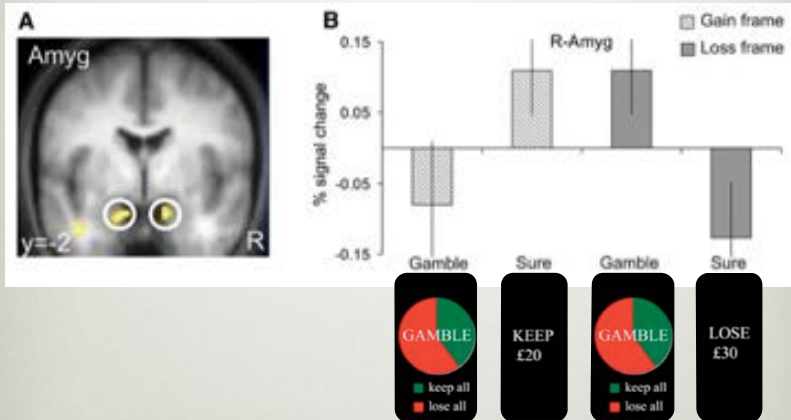 A
Amyg
y=-2
R
B
R-Amyg
Gain frame
Loss frame
% signal change
0.15
0.05
-0.05
-0.15
Gamble
Sure
Gamble
Sure
GAMBLE
keep all
lose all
KEEP
£20
GAMBLE
keep all
lose all
LOSE
£30